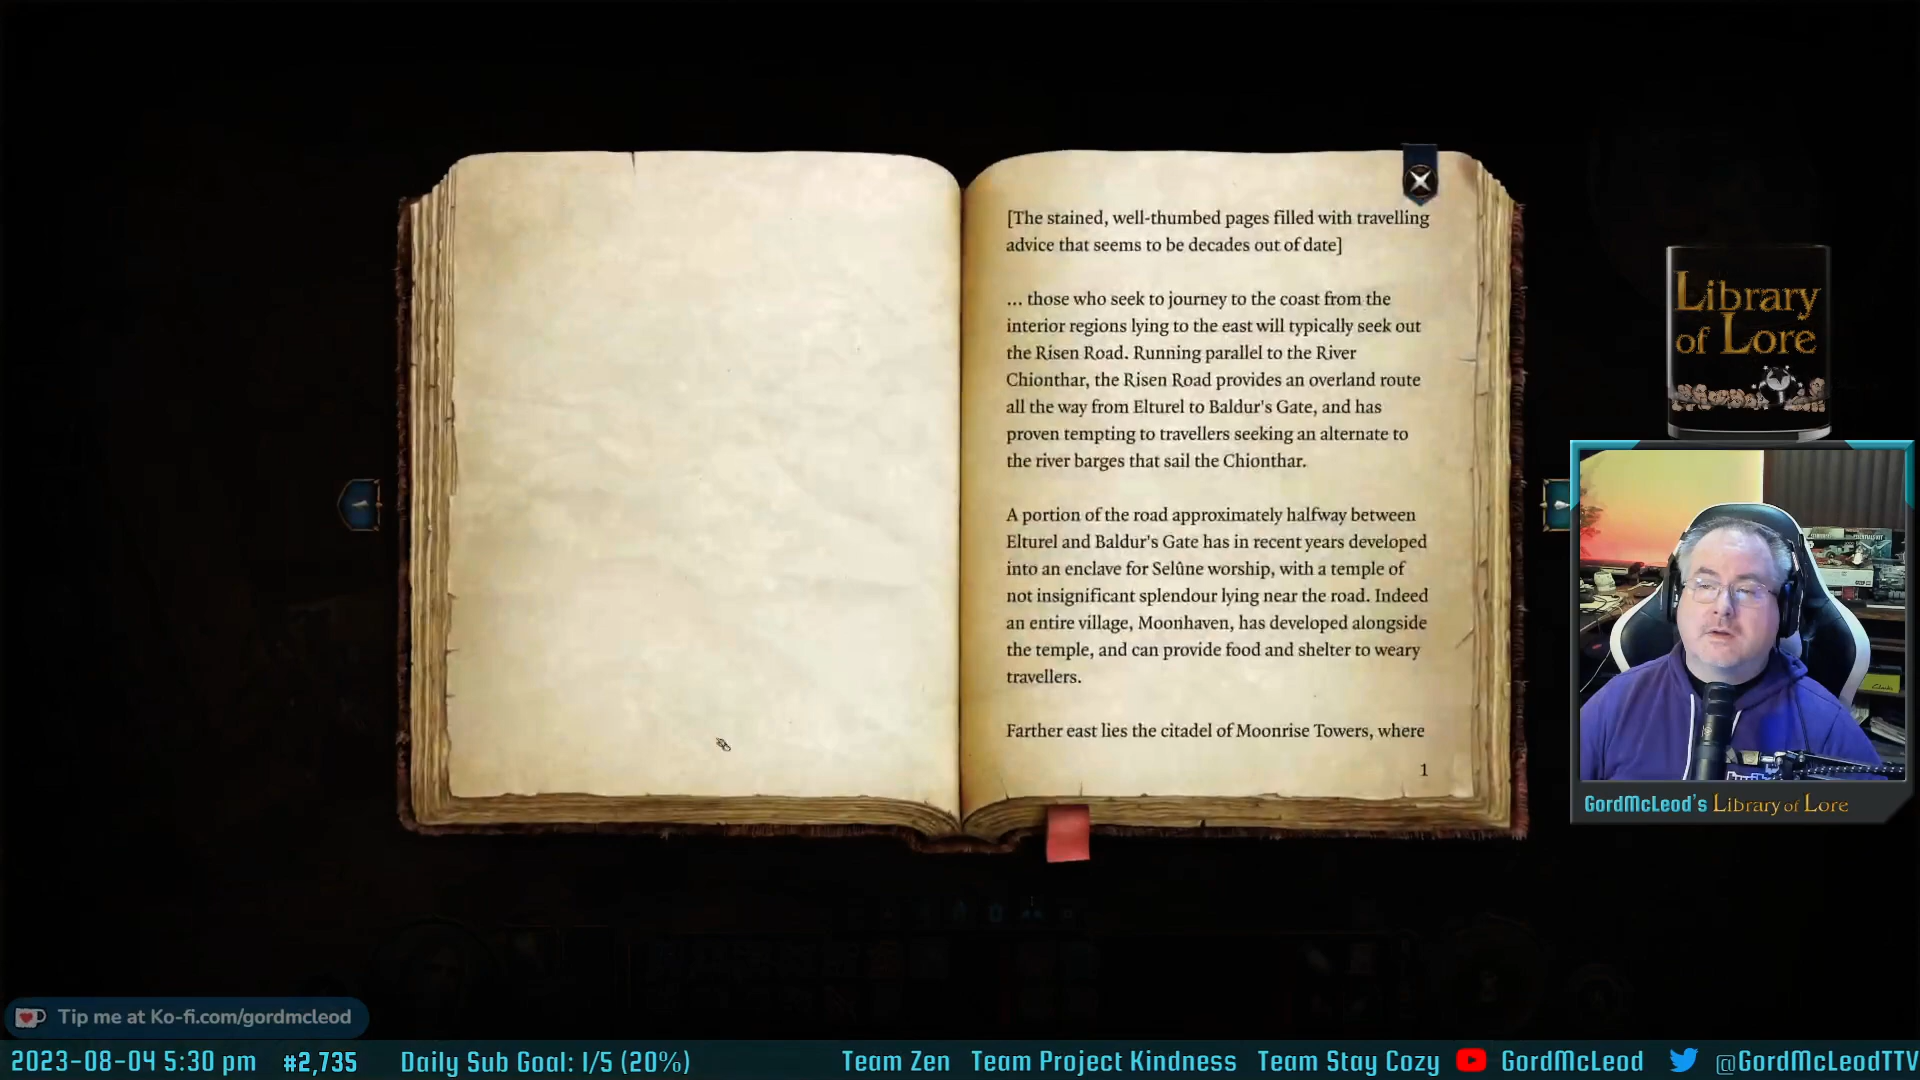 [The stained, well-thumbed pages filled with travelling
advice that seems to be decades out of date]
... those who seek to journey to the coast from the
interior regions lying to the east will typically seek out
the Risen Road. Running parallel to the River
Chionthar, the Risen Road provides an overland route
all the way from Elturel to Baldur's Gate, and has
proven tempting to travellers seeking an alternate to
the river barges that sail the Chionthar.
A portion of the road approximately halfway between
Elturel and Baldur's Gate has in recent years developed
into an enclave for Selûne worship, with a temple of
not insignificant splendour lying near the road. Indeed
an entire village, Moonhaven, has developed alongside
the temple, and can provide food and shelter to weary
travellers.
Farther east lies the citadel of Moonrise Towers, where
1
Library
of Lore
GordMcLeod's Library of Lore
Tip me at Ko-fi.com/gordmcleod
2023-08-04 5:30 pm #2,735 Daily Sub Goal: 1/5 (20%) Team Zen Team Project Kindness Team Stay Cozy GordMcLeod @GordMcLeodTTV